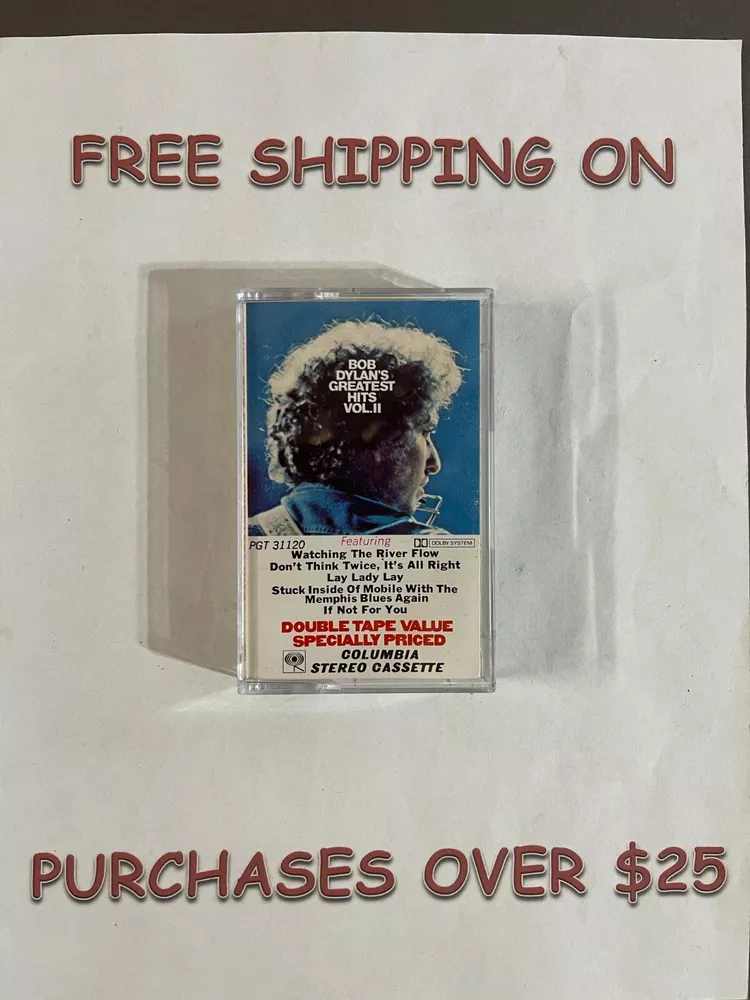 FREE SHIPPING ON
BOB
DYLAN'S
GREATEST
HITS
VOL.II
PGT 31120
Featuring
DOLBY SYSTEM
Watching The River Flow
Don't Think Twice, It's All Right
Lay Lady Lay
Stuck Inside Of Mobile With The
Memphis Blues Again
If Not For You
DOUBLE TAPE VALUE
SPECIALLY PRICED
COLUMBIA
STEREO CASSETTE
PURCHASES OVER $25